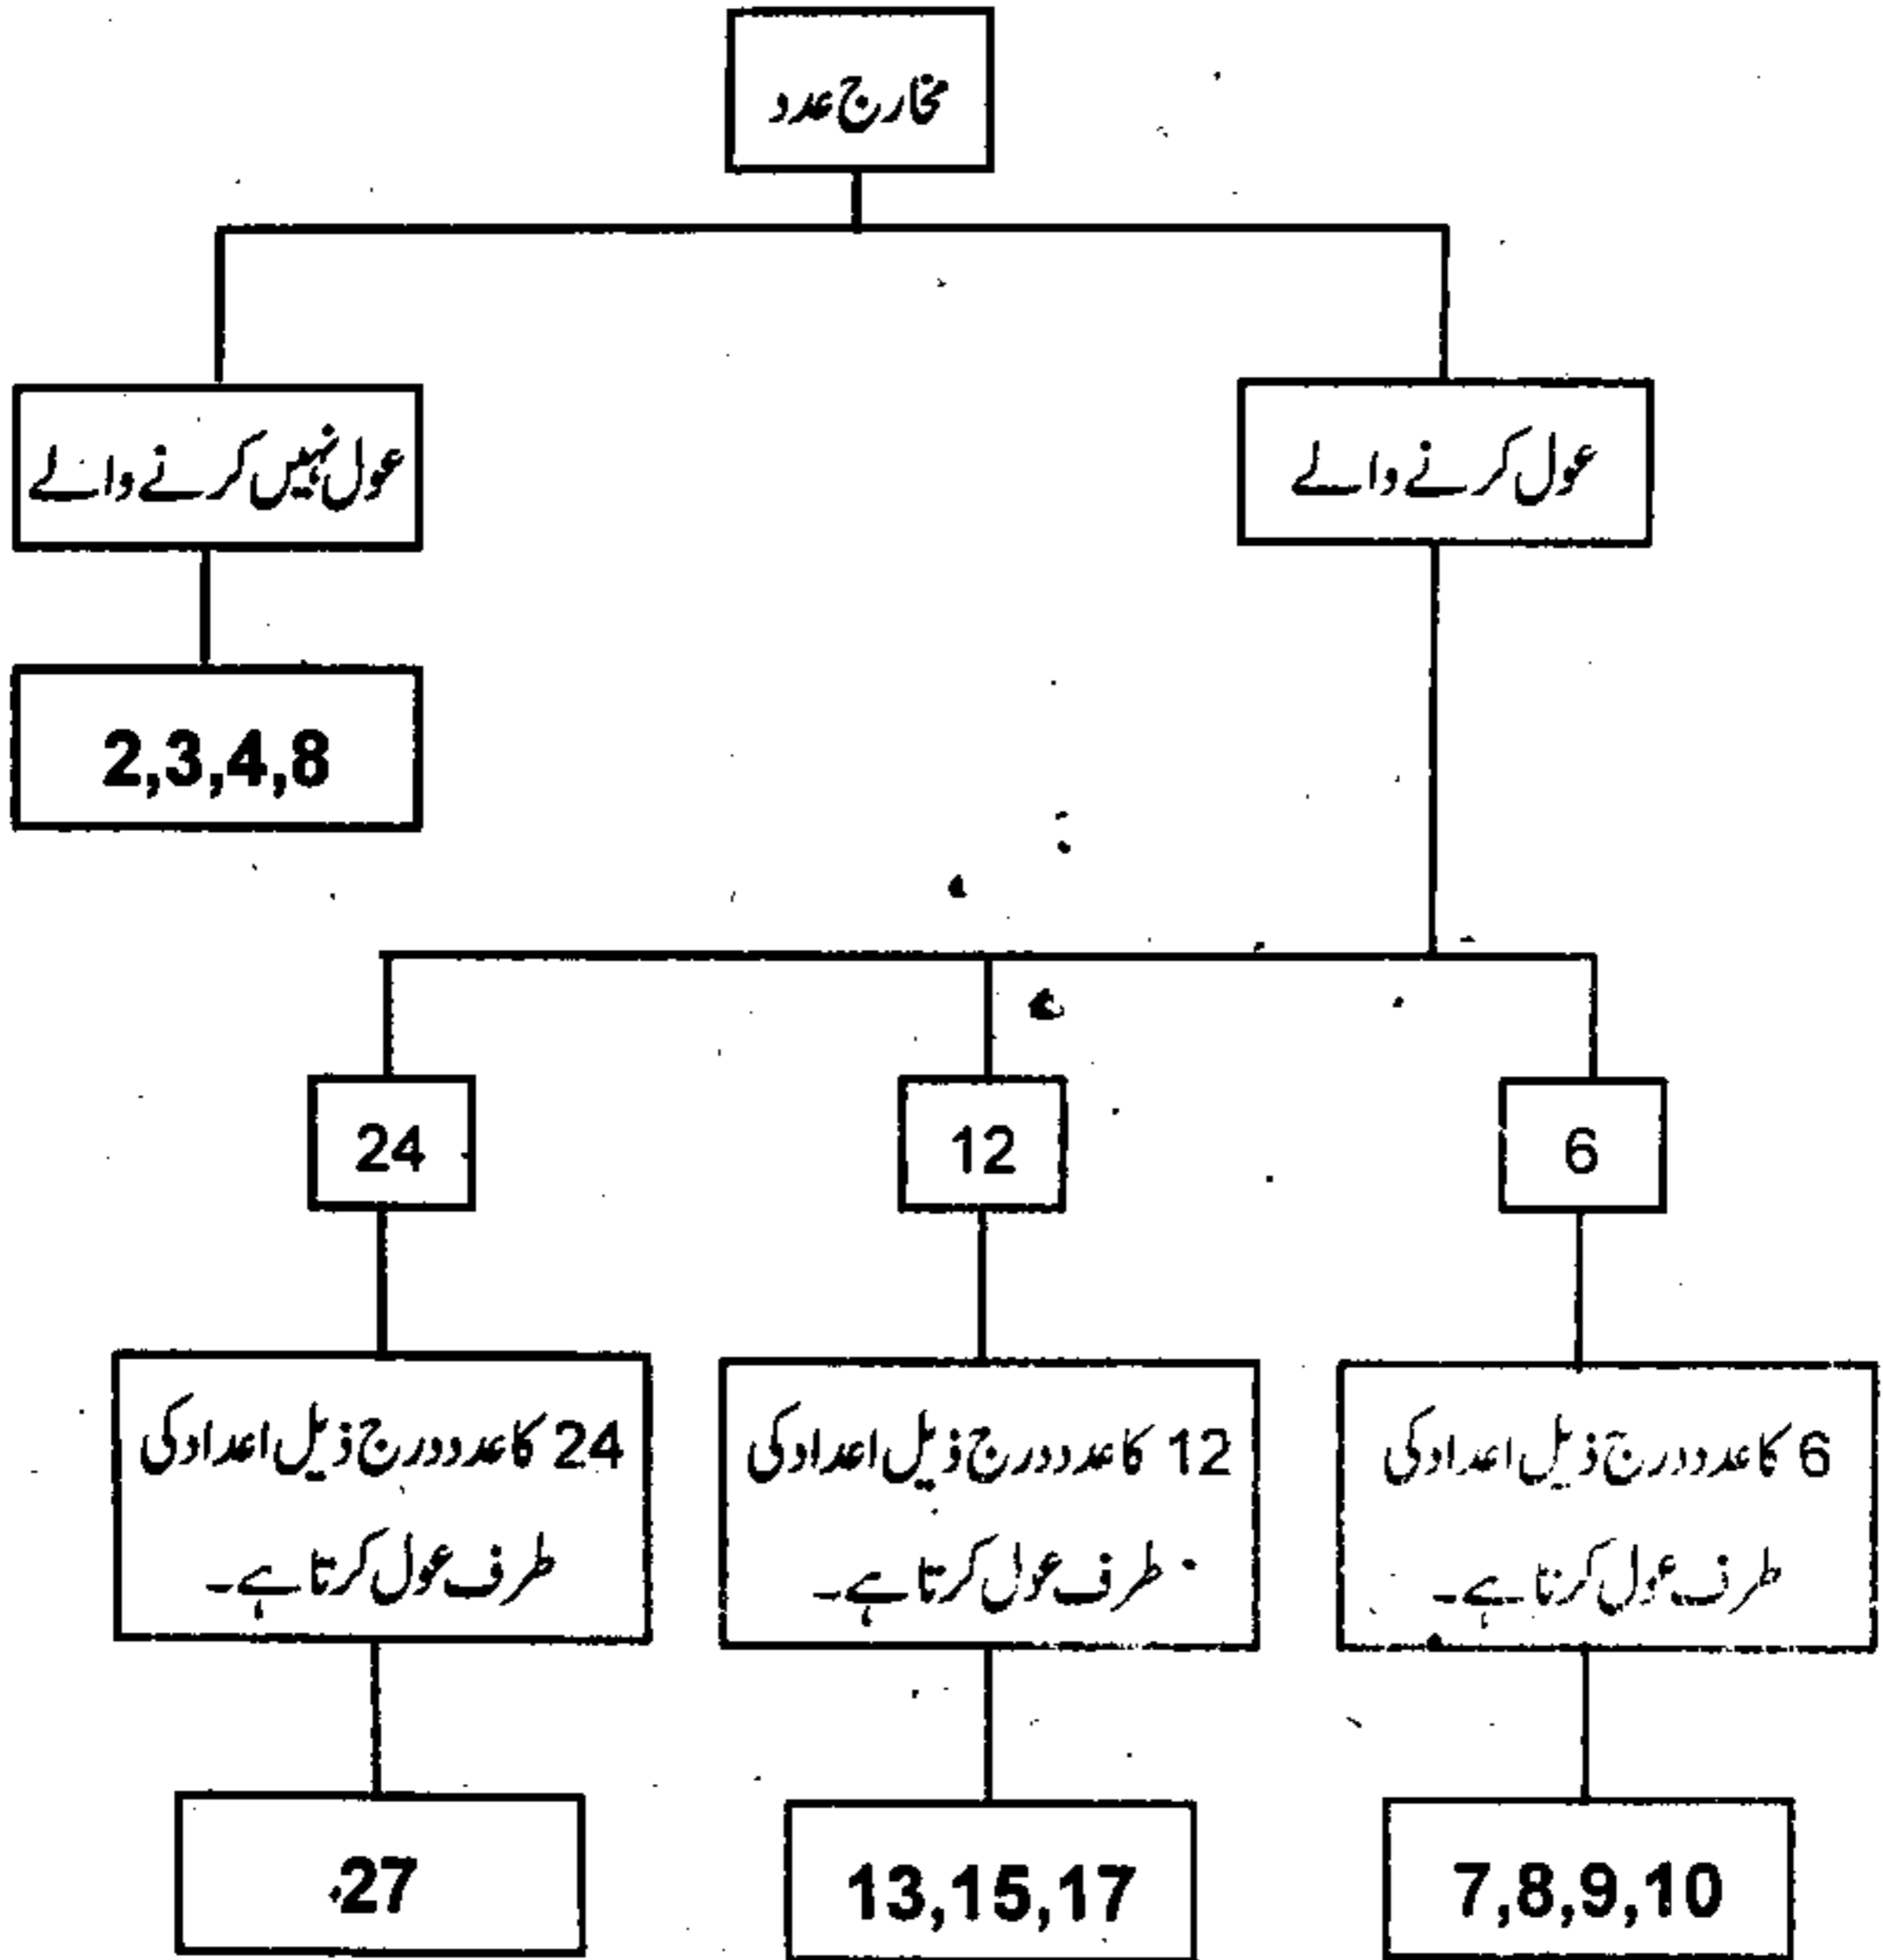 مخارج عدد
عول کرنے والے
عول نہیں کرنے والے
2,3,4,8
6
12
24
6 کا عدد درج ذیل اعداد کی
طرف عول کرتا ہے۔
12 کا عدد درج ذیل اعداد کی
طرف عول کرتا ہے۔
24 کا عدد درج ذیل اعداد کی
طرف عول کرتا ہے۔
7,8,9,10
13,15,17
27